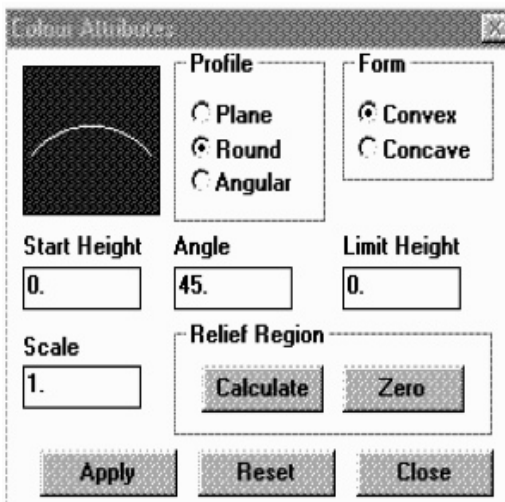 Colour Attributes
Profile
Plane
Round
Angular
Form
Convex
Concave
Start Height
0.
Angle
45.
Limit Height
0.
Scale
1.
Relief Region
Calculate
Zero
Apply
Reset
Close